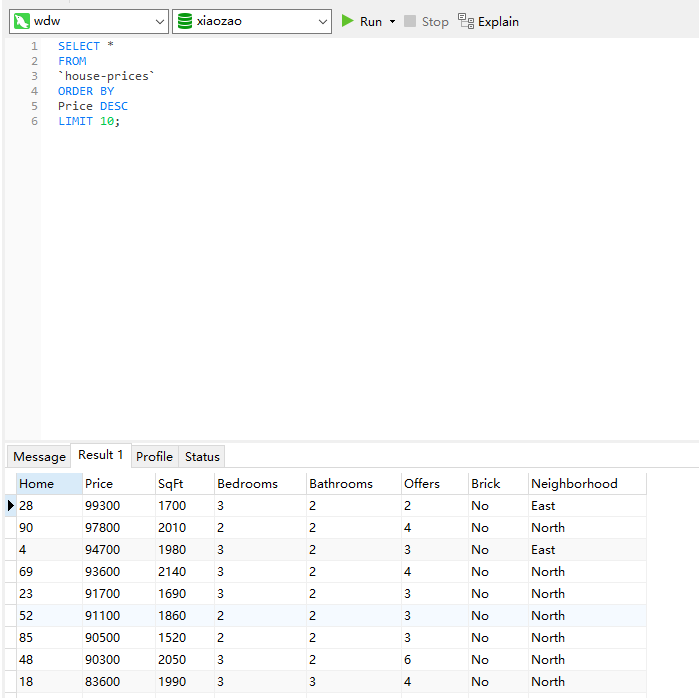 wdw xiaozao Run Stop Explain
1 SELECT *
2 FROM
3 `house-prices`
4 ORDER BY
5 Price DESC
6 LIMIT 10;
Message Result 1 Profile Status
Home Price SqFt Bedrooms Bathrooms Offers Brick Neighborhood
28 99300 1700 3 2 2 No East
90 97800 2010 2 2 4 No North
4 94700 1980 3 2 3 No East
69 93600 2140 3 2 4 No North
23 91700 1690 3 2 3 No North
52 91100 1860 2 2 3 No North
85 90500 1520 2 2 3 No North
48 90300 2050 3 2 6 No North
18 83600 1990 3 3 4 No North